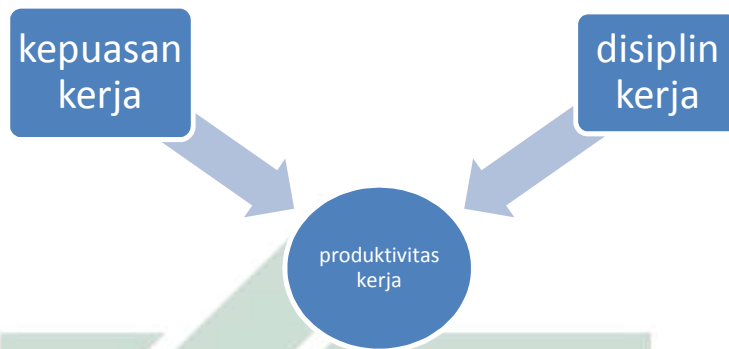 kepuasan
kerja
disiplin
kerja
produktivitas
kerja